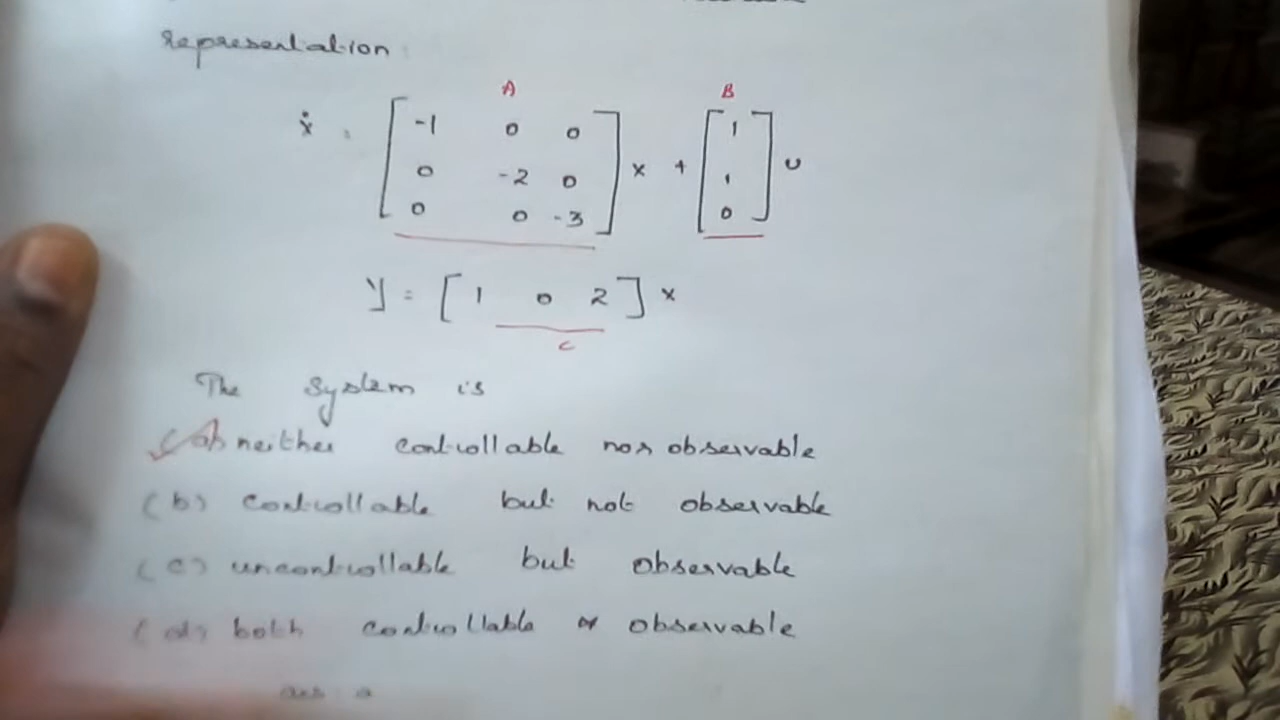 representation:
A B
ẋ = [ -1 0 0 ] x + [ 1 ] u
0 -2 0 1
0 0 -3 0
y = [ 1 0 2 ] x
c
The System is
(a) neither controllable nor observable
(b) controllable but not observable
(c) uncontrollable but observable
(d) both controllable & observable
ans a